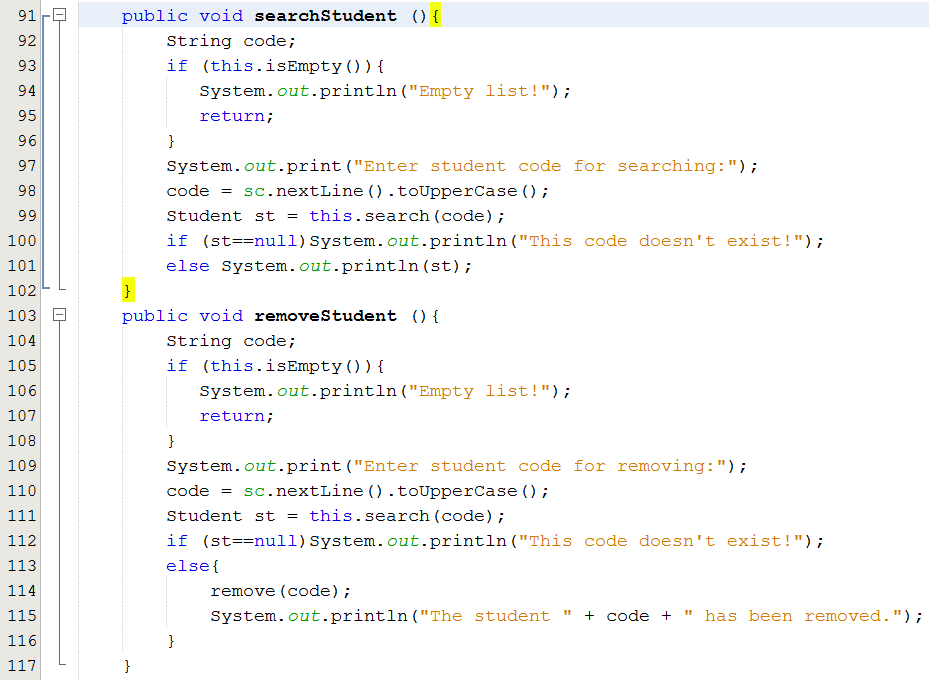 91 public void searchStudent (){
92 String code;
93 if (this.isEmpty()){
94 System.out.println("Empty list!");
95 return;
96 }
97 System.out.print("Enter student code for searching:");
98 code = sc.nextLine().toUpperCase();
99 Student st = this.search(code);
100 if (st==null)System.out.println("This code doesn't exist!");
101 else System.out.println(st);
102 }
103 public void removeStudent (){
104 String code;
105 if (this.isEmpty()){
106 System.out.println("Empty list!");
107 return;
108 }
109 System.out.print("Enter student code for removing:");
110 code = sc.nextLine().toUpperCase();
111 Student st = this.search(code);
112 if (st==null)System.out.println("This code doesn't exist!");
113 else{
114 remove(code);
115 System.out.println("The student " + code + " has been removed.");
116 }
117 }